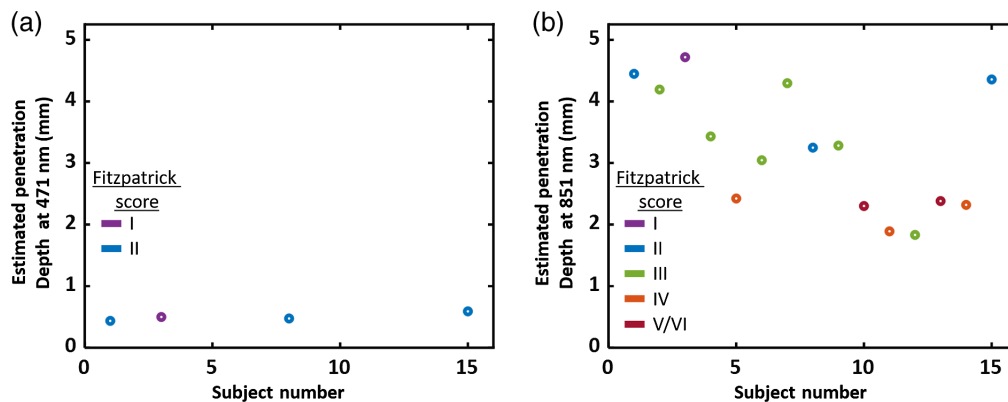 (a)
Estimated penetration
Depth at 471 nm (mm)
5
4
3
2
1
0
Fitzpatrick
score
I
II
0
5
10
15
Subject number
(b)
Estimated penetration
Depth at 851 nm (mm)
5
4
3
2
1
0
Fitzpatrick
score
I
II
III
IV
V/VI
0
5
10
15
Subject number